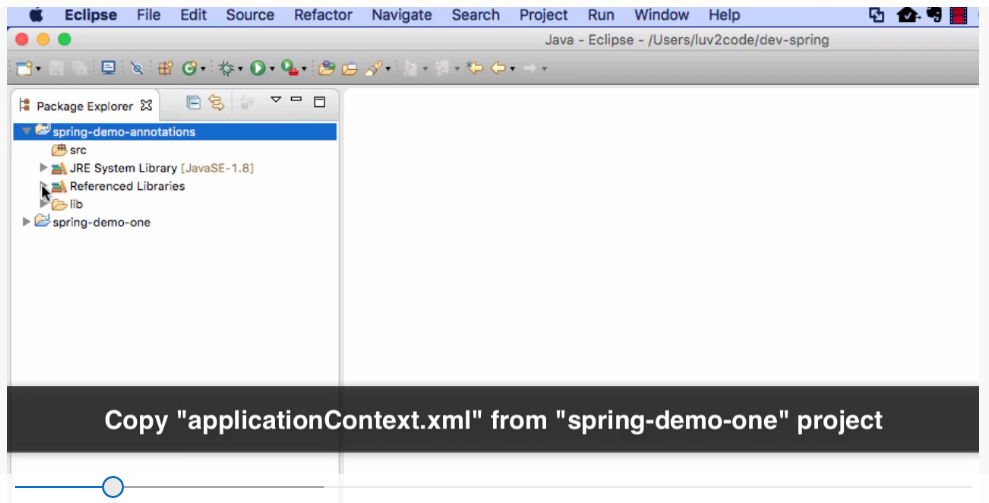 Eclipse File Edit Source Refactor Navigate Search Project Run Window Help
Java - Eclipse - /Users/luv2code/dev-spring
Package Explorer
spring-demo-annotations
src
JRE System Library [JavaSE-1.8]
Referenced Libraries
lib
spring-demo-one
Copy "applicationContext.xml" from "spring-demo-one" project